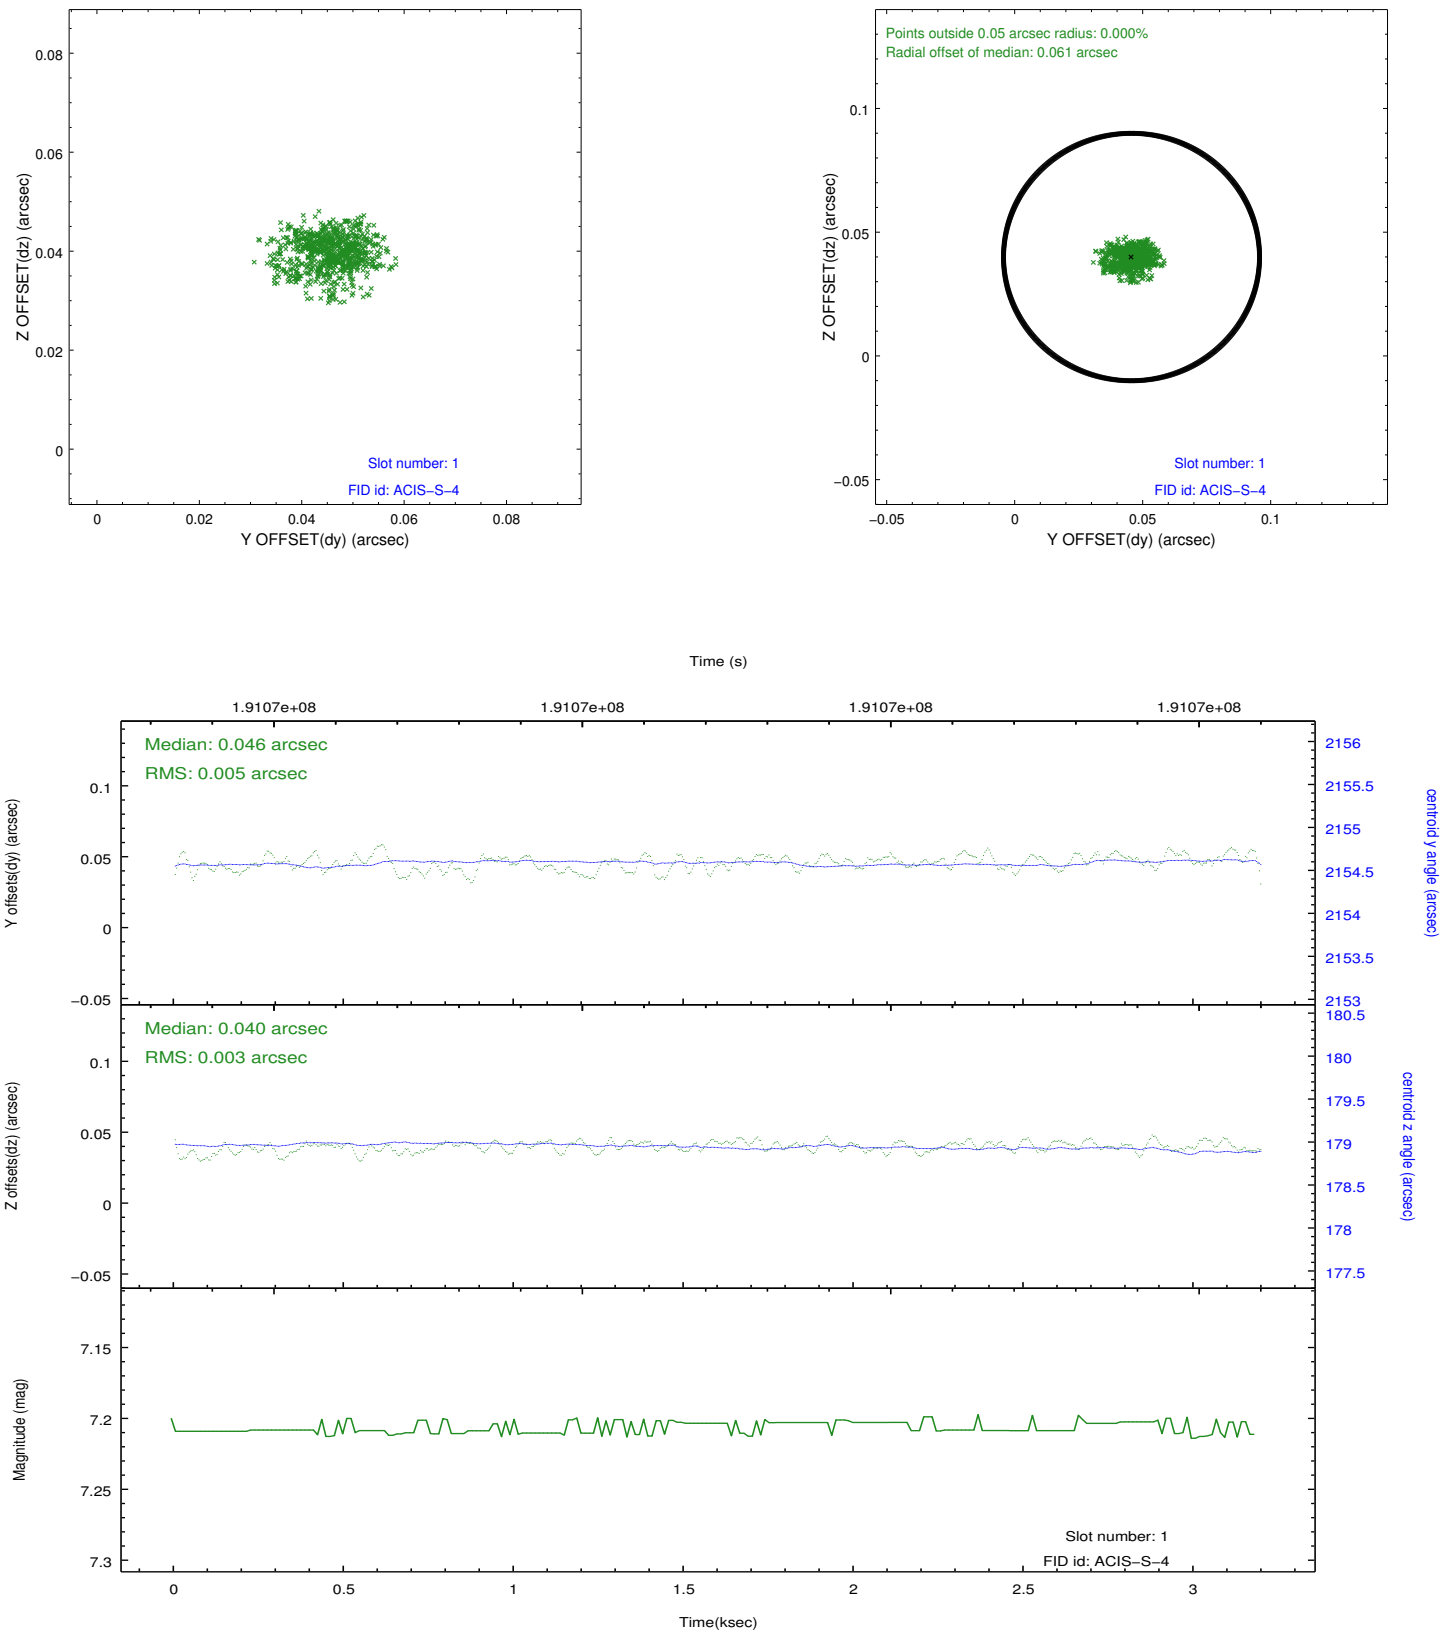 0.08
0.06
0.04
0.02
0
Z OFFSET(dz) (arcsec)
Slot number: 1
FID id: ACIS−S−4
0 0.02 0.04 0.06 0.08
Y OFFSET(dy) (arcsec)
Points outside 0.05 arcsec radius: 0.000%
Radial offset of median: 0.061 arcsec
0.1
0.05
0
−0.05
Z OFFSET(dz) (arcsec)
Slot number: 1
FID id: ACIS−S−4
−0.05 0 0.05 0.1
Y OFFSET(dy) (arcsec)
Time (s)
1.9107e+08 1.9107e+08 1.9107e+08 1.9107e+08
Median: 0.046 arcsec
RMS: 0.005 arcsec
0.1
0.05
0
−0.05
Y offsets(dy) (arcsec)
2156
2155.5
2155
2154.5
2154
2153.5
2153
centroid y angle (arcsec)
Median: 0.040 arcsec
RMS: 0.003 arcsec
0.1
0.05
0
−0.05
Z offsets(dz) (arcsec)
180.5
180
179.5
179
178.5
178
177.5
centroid z angle (arcsec)
7.15
7.2
7.25
7.3
Magnitude (mag)
Slot number: 1
FID id: ACIS−S−4
0 0.5 1 1.5 2 2.5 3
Time(ksec)